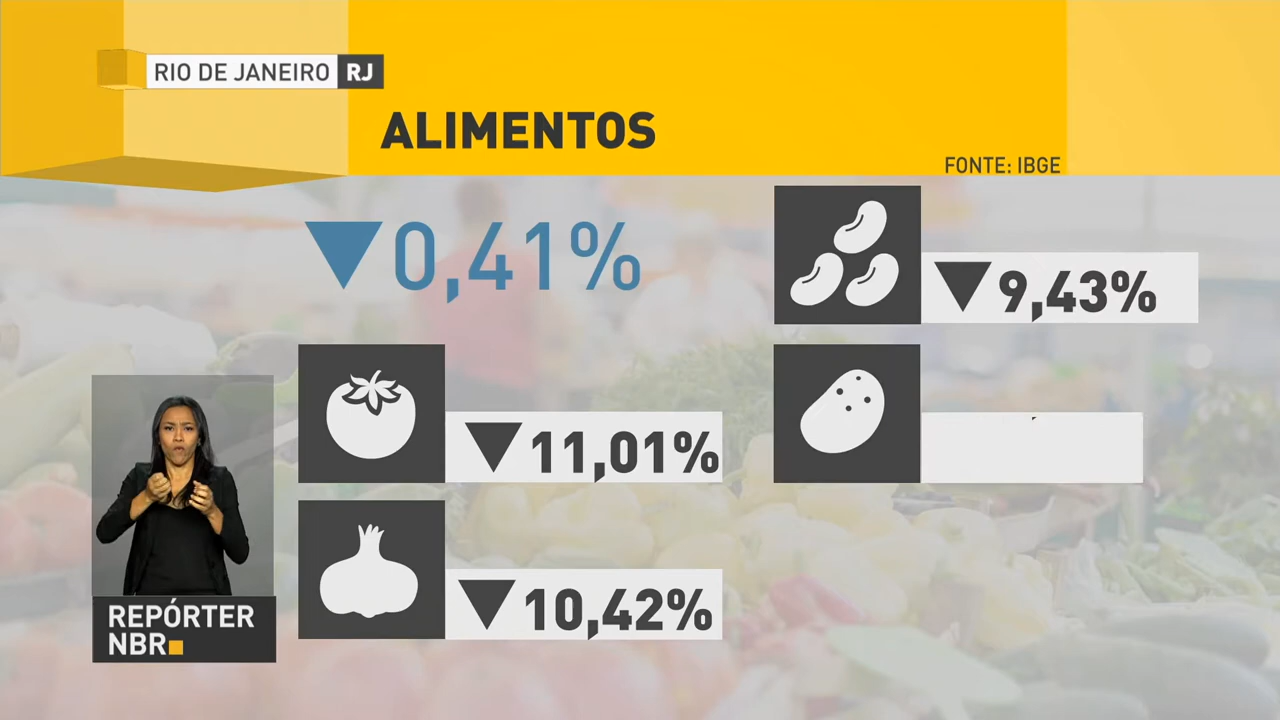 RIO DE JANEIRO RJ
ALIMENTOS
FONTE: IBGE
▼0,41%
▼9,43%
▼11,01%
▼10,42%
REPÓRTER
NBR